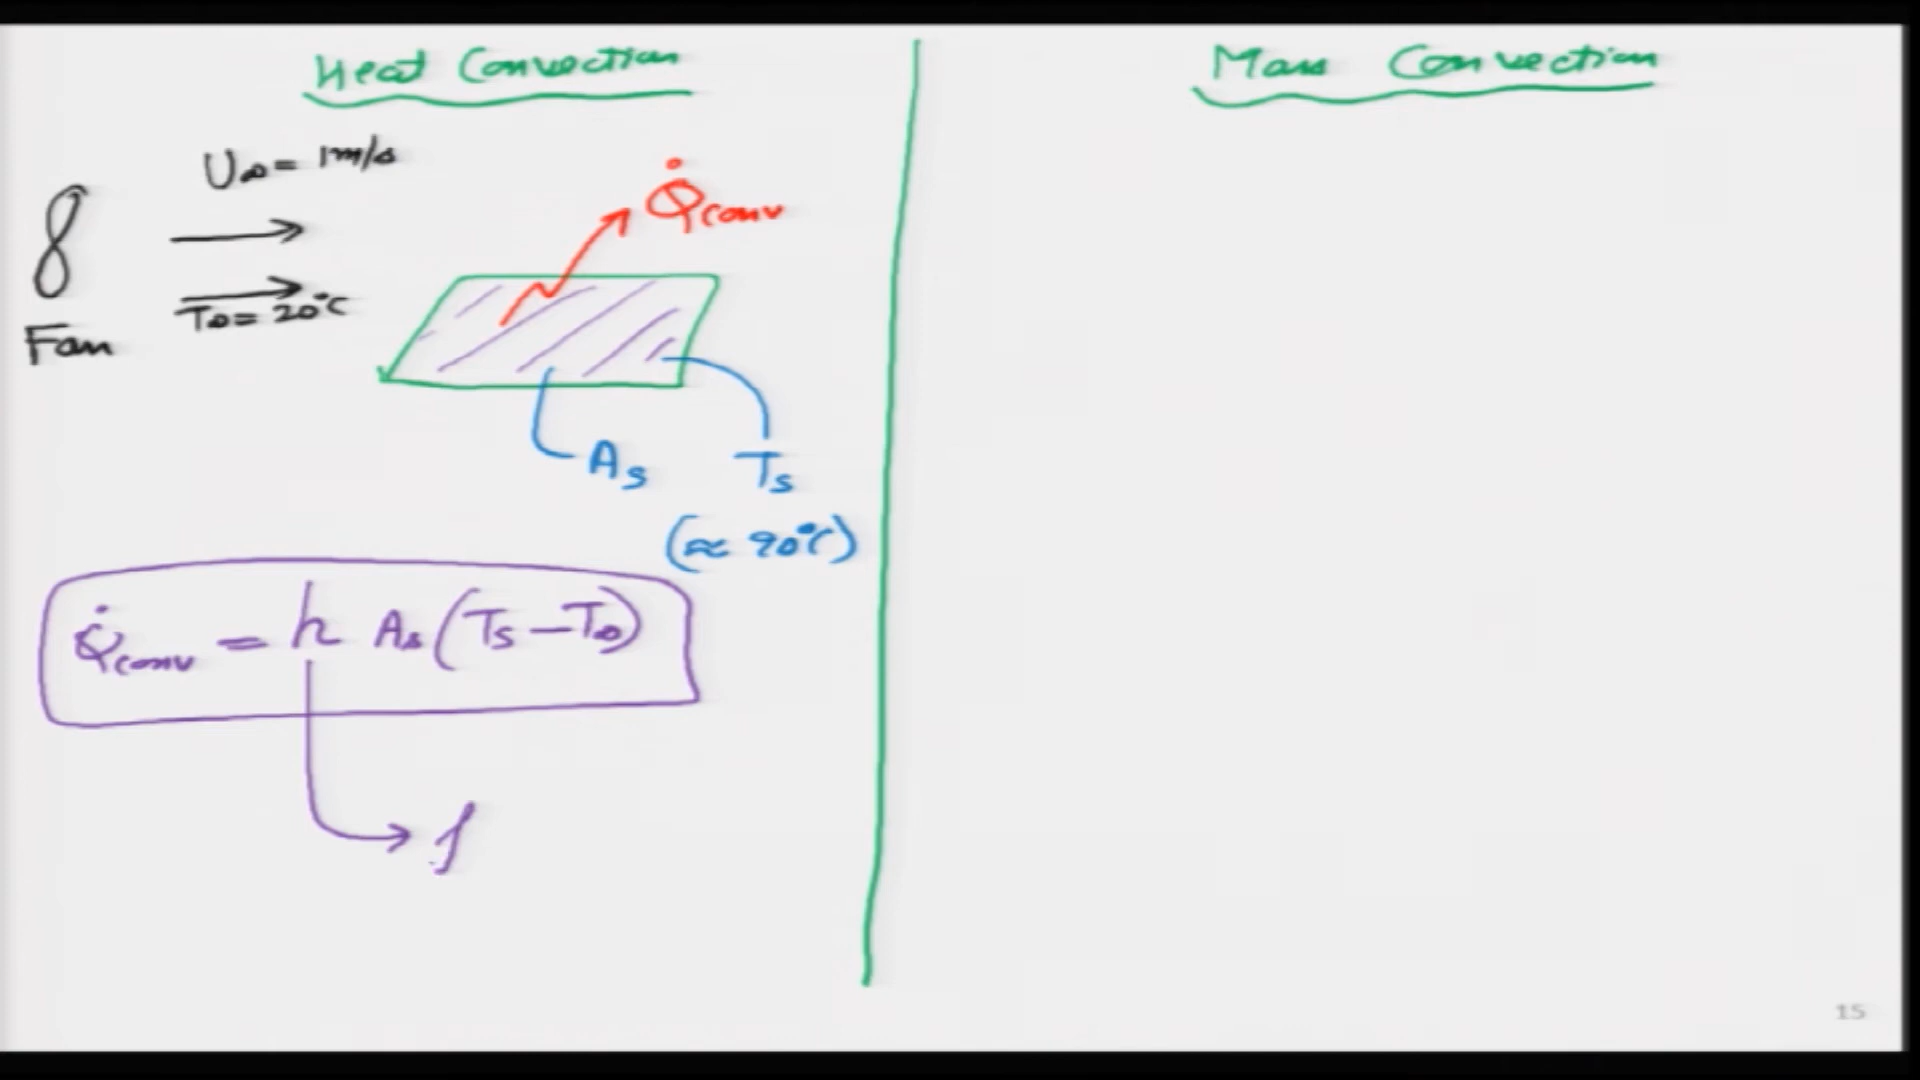 Heat Convection
Mass Convection
U∞ = 1m/s
Q̇conv
T∞ = 20°C
Fan
As
Ts
(≈ 90°C)
Q̇conv = h As (Ts - T∞)
f
15